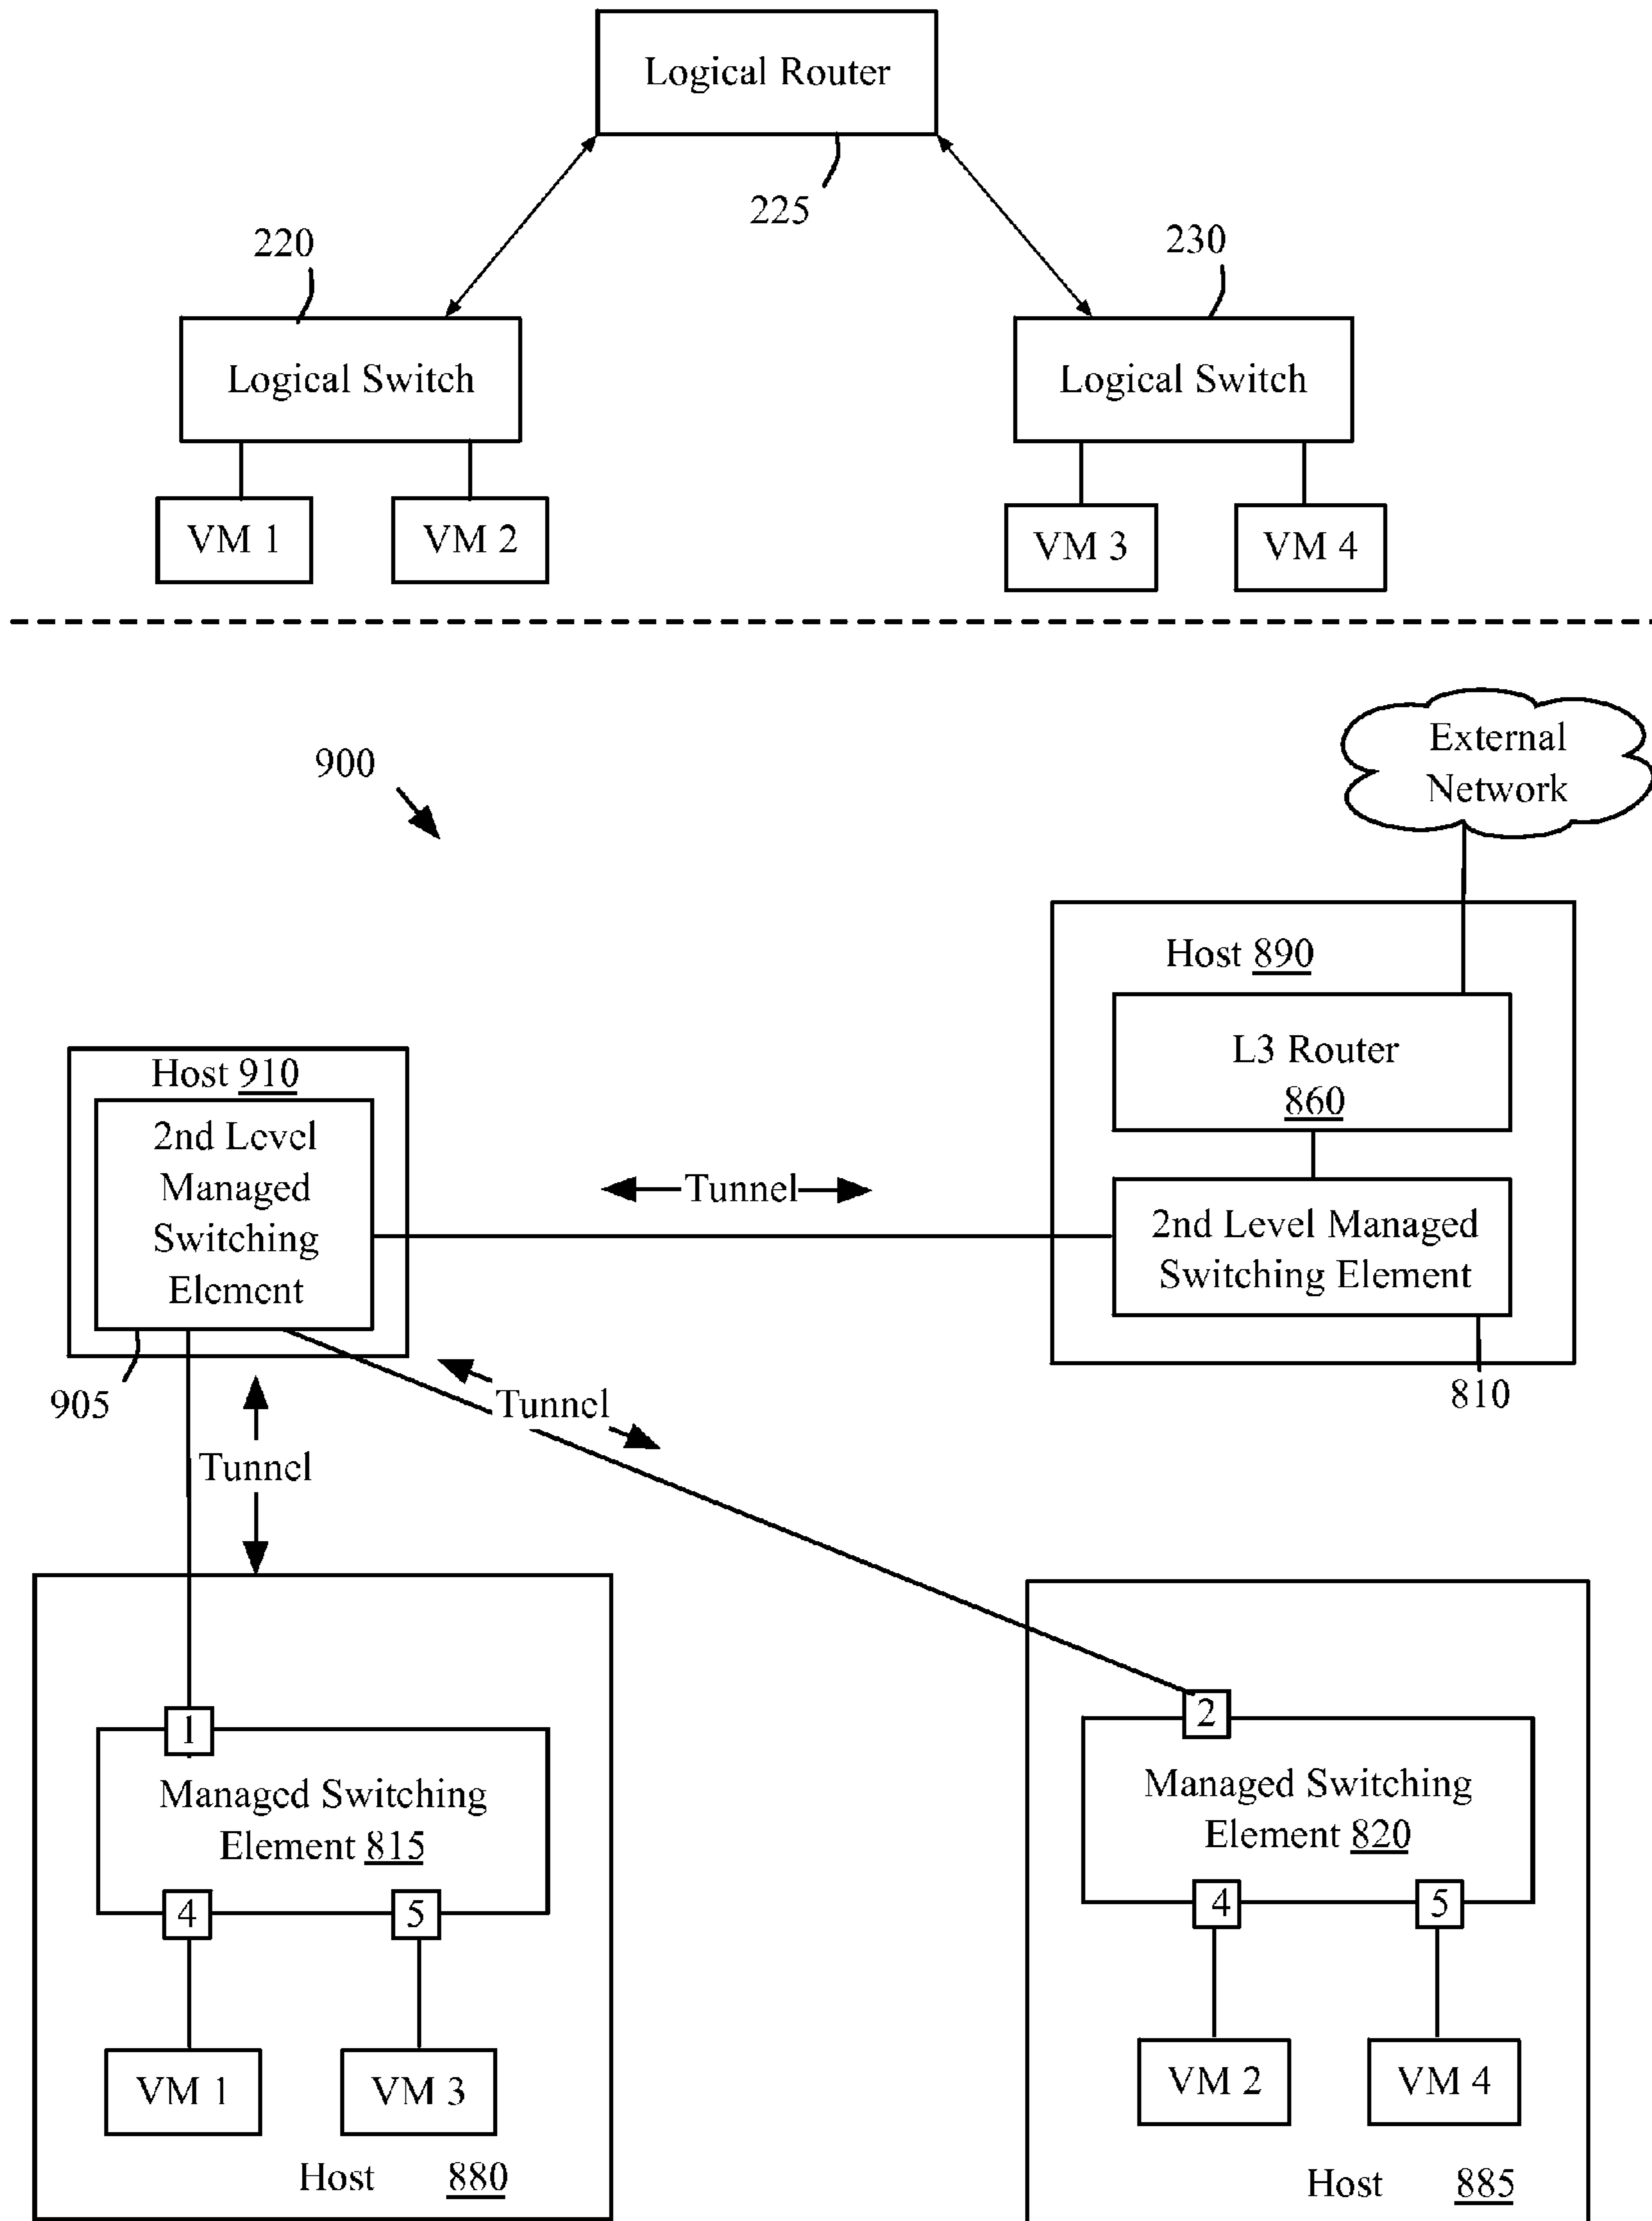 Logical Router
225
220
230
Logical Switch
Logical Switch
VM 1
VM 2
VM 3
VM 4
External
Network
900
Host 890
L3 Router
860
Host 910
2nd Level
Managed
Switching
Element
Tunnel
2nd Level Managed
Switching Element
905
810
Tunnel
Tunnel
1
2
Managed Switching
Element 815
Managed Switching
Element 820
4
5
4
5
VM 1
VM 3
VM 2
VM 4
Host 880
Host 885